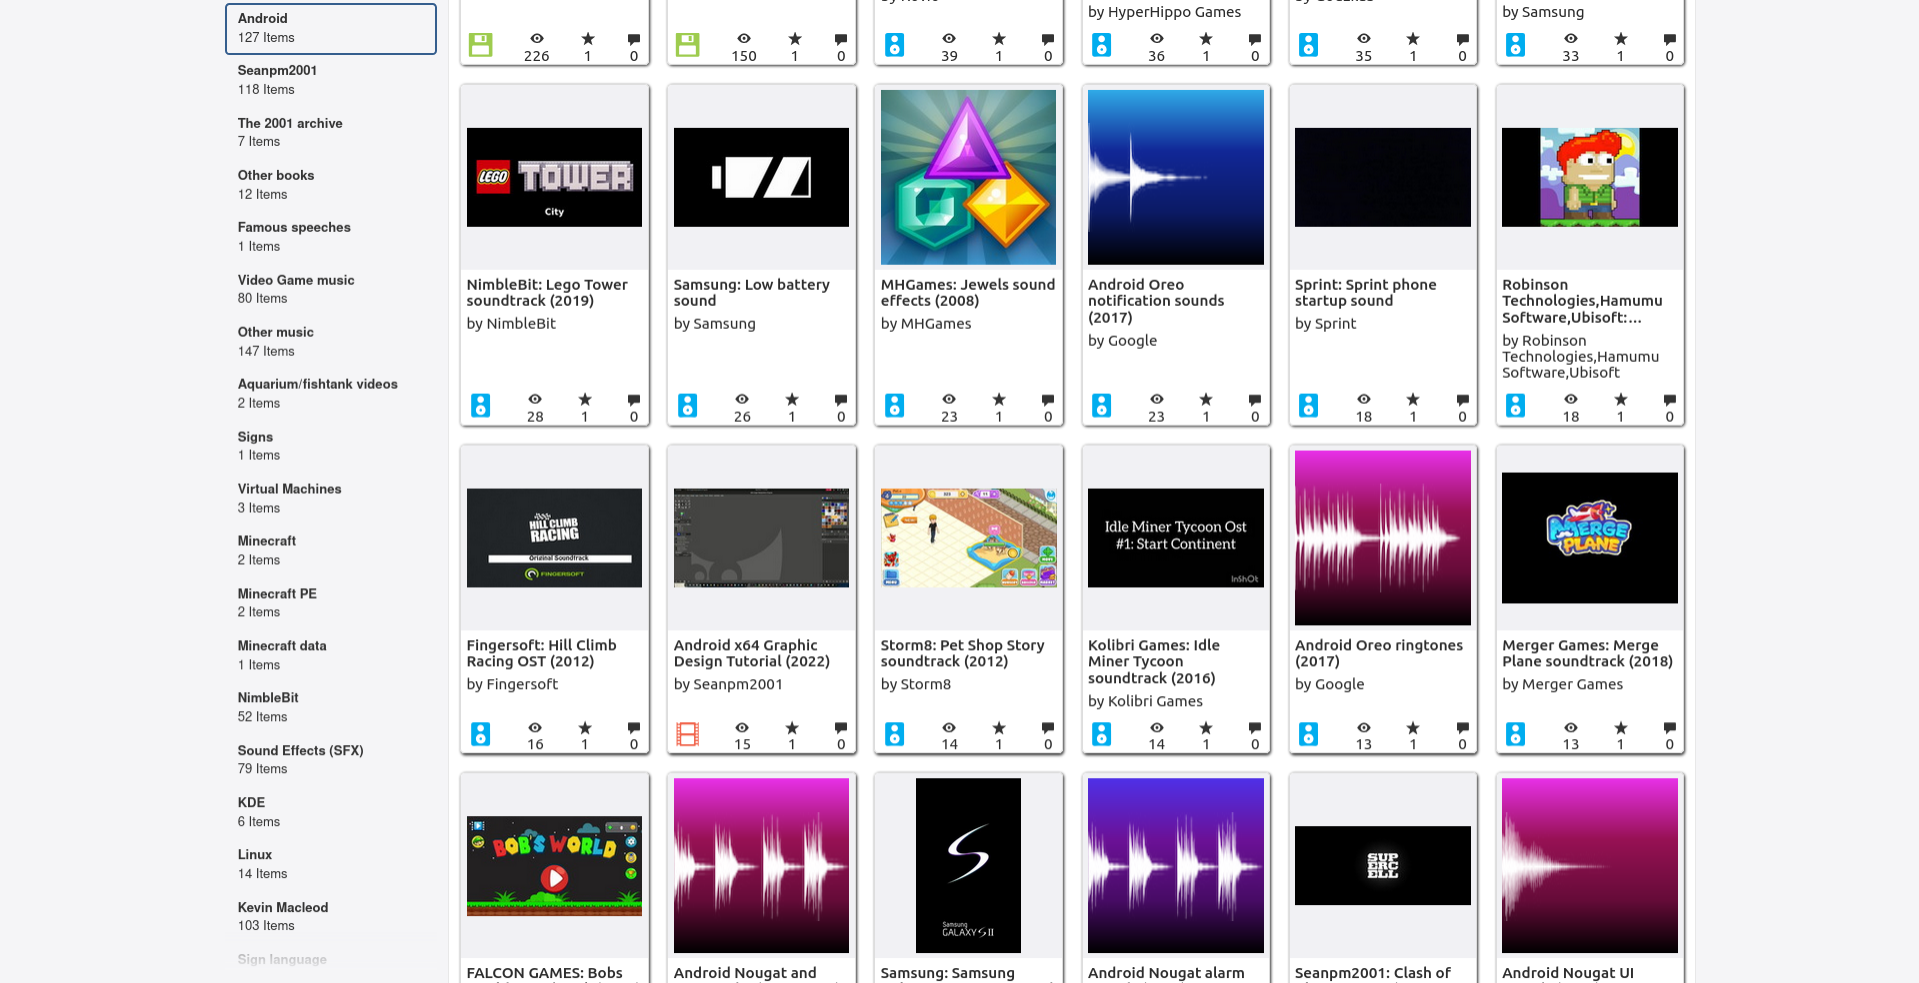 Android
127 Items
Seanpm2001
118 Items
The 2001 archive
7 Items
Other books
12 Items
Famous speeches
1 Items
Video Game music
80 Items
Other music
147 Items
Aquarium/fishtank videos
2 Items
Signs
1 Items
Virtual Machines
3 Items
Minecraft
2 Items
Minecraft PE
2 Items
Minecraft data
1 Items
NimbleBit
52 Items
Sound Effects (SFX)
79 Items
KDE
6 Items
Linux
14 Items
Kevin Macleod
103 Items
Sign language
by HyperHippo Games
by Samsung
226 1 0
150 1 0
39 1 0
36 1 0
35 1 0
33 1 0
LEGO TOWER
City
NimbleBit: Lego Tower
soundtrack (2019)
by NimbleBit
28 1 0
Samsung: Low battery
sound
by Samsung
26 1 0
MHGames: Jewels sound
effects (2008)
by MHGames
23 1 0
Android Oreo
notification sounds
(2017)
by Google
23 1 0
Sprint: Sprint phone
startup sound
by Sprint
18 1 0
Robinson
Technologies,Hamumu
Software,Ubisoft:...
by Robinson
Technologies,Hamumu
Software,Ubisoft
18 1 0
HILL CLIMB
RACING
Original Soundtrack
FINGERSOFT
Fingersoft: Hill Climb
Racing OST (2012)
by Fingersoft
16 1 0
Android x64 Graphic
Design Tutorial (2022)
by Seanpm2001
15 1 0
Storm8: Pet Shop Story
soundtrack (2012)
by Storm8
14 1 0
Idle Miner Tycoon Ost
#1: Start Continent
InShOt
Kolibri Games: Idle
Miner Tycoon
soundtrack (2016)
by Kolibri Games
14 1 0
Android Oreo ringtones
(2017)
by Google
13 1 0
MERGE
PLANE
Merger Games: Merge
Plane soundtrack (2018)
by Merger Games
13 1 0
BOB'S WORLD
FALCON GAMES: Bobs
Android Nougat and
S
Samsung
GALAXY S II
Samsung: Samsung
Android Nougat alarm
SUP
ERC
ELL
Seanpm2001: Clash of
Android Nougat UI